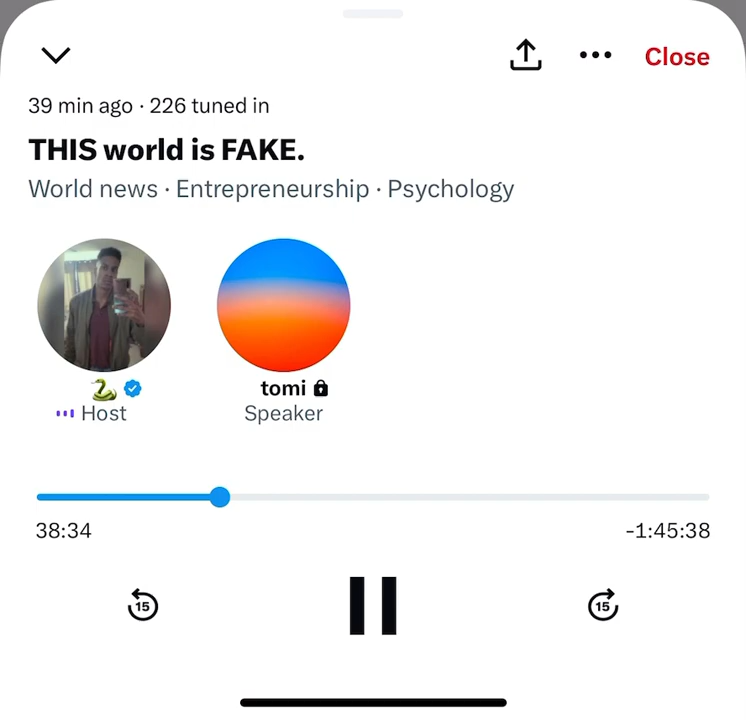 Close
39 min ago · 226 tuned in
THIS world is FAKE.
World news · Entrepreneurship · Psychology
🐍
Host
tomi
Speaker
38:34
-1:45:38
15
15